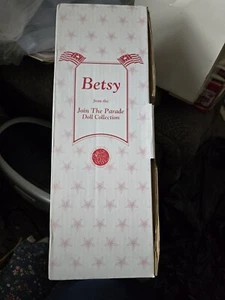 Betsy
from the
Join The Parade
Doll Collection